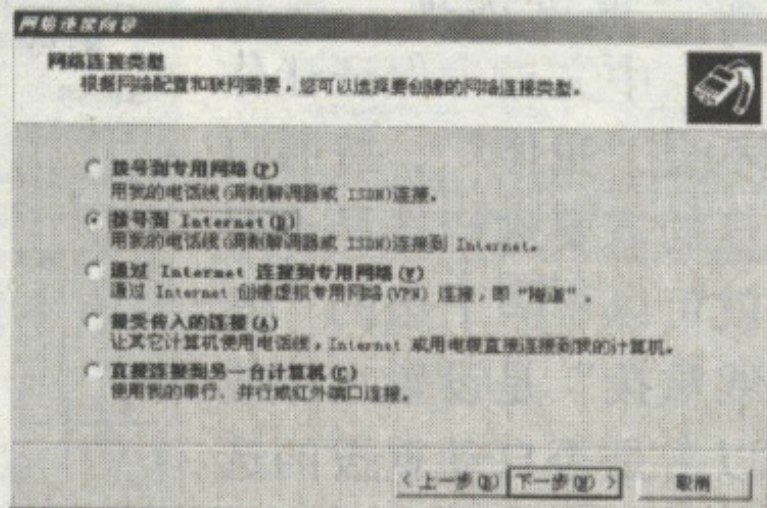 网络连接向导
网络连接类型
根据网络配置和联网需要，您可以选择要创建的网络连接类型。
拨号到专用网络(P)
用我的电话线(调制解调器或 ISDN)连接。
拨号到 Internet(D)
用我的电话线(调制解调器或 ISDN)连接到 Internet。
通过 Internet 连接到专用网络(V)
通过 Internet 创建虚拟专用网络(VPN) 连接，即“隧道”。
接受传入的连接(A)
让其它计算机使用电话线，Internet 或用电缆直接连接到我的计算机。
直接连接到另一台计算机(C)
使用我的串行、并行或红外端口连接。
<上一步(B) 下一步(N)> 取消